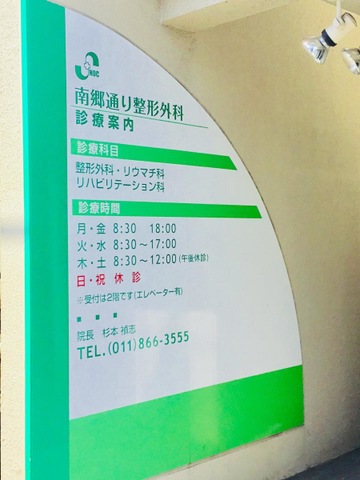 NOC
南郷通り整形外科
診療案内
診療科目
整形外科・リウマチ科
リハビリテーション科
診療時間
月・金 8:30 18:00
火・水 8:30～17:00
木・土 8:30～12:00(午後休診)
日・祝 休 診
※受付は2階です(エレベーター有)
院長 杉本 禎志
TEL.(011)866-3555